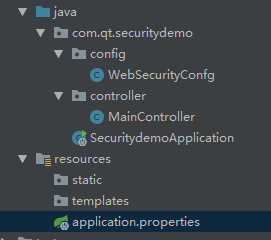 java
com.qt.securitydemo
config
WebSecurityConfg
controller
MainController
SecuritydemoApplication
resources
static
templates
application.properties